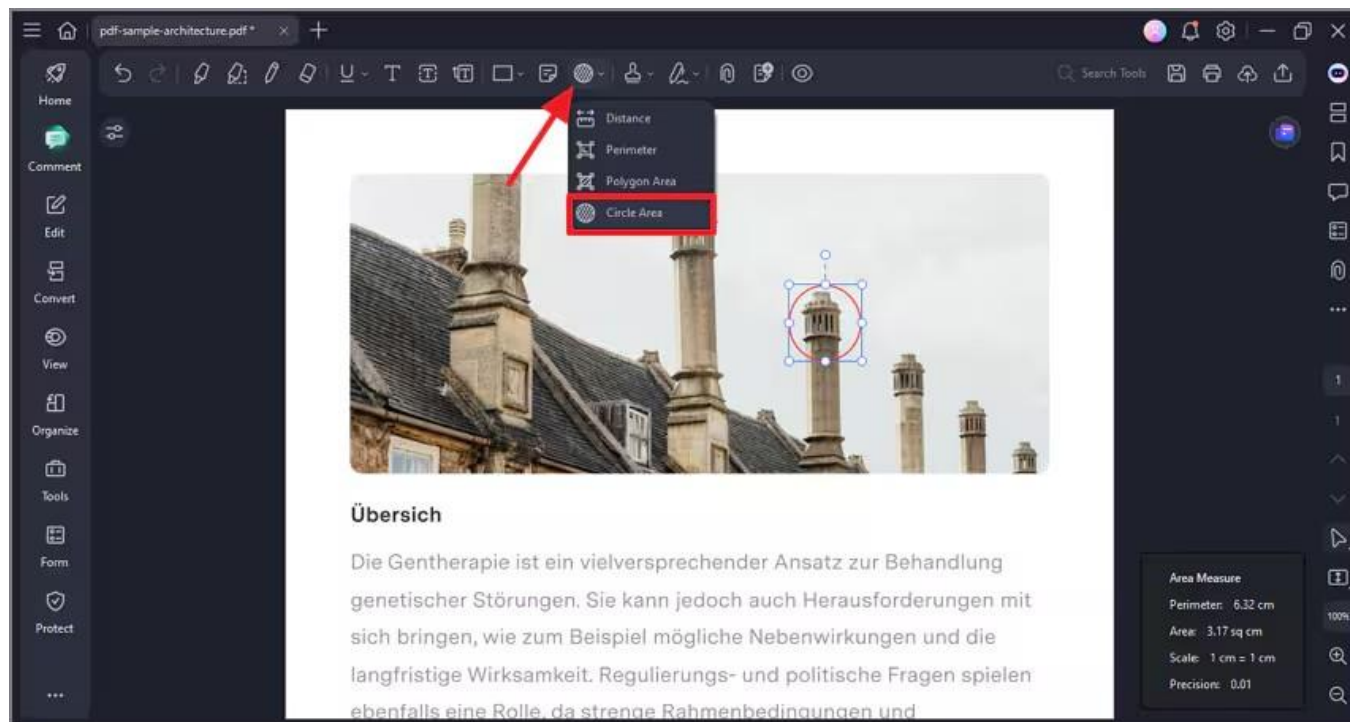 pdf-sample-architecture.pdf *
Search Tools
Home
Comment
Edit
Convert
View
Organize
Tools
Form
Protect
Distance
Perimeter
Polygon Area
Circle Area
Übersich
Die Gentherapie ist ein vielversprechender Ansatz zur Behandlung
genetischer Störungen. Sie kann jedoch auch Herausforderungen mit
sich bringen, wie zum Beispiel mögliche Nebenwirkungen und die
langfristige Wirksamkeit. Regulierungs- und politische Fragen spielen
ebenfalls eine Rolle, da strenge Rahmenbedingungen und
1
1
100%
Area Measure
Perimeter: 6.32 cm
Area: 3.17 sq cm
Scale: 1 cm = 1 cm
Precision: 0.01